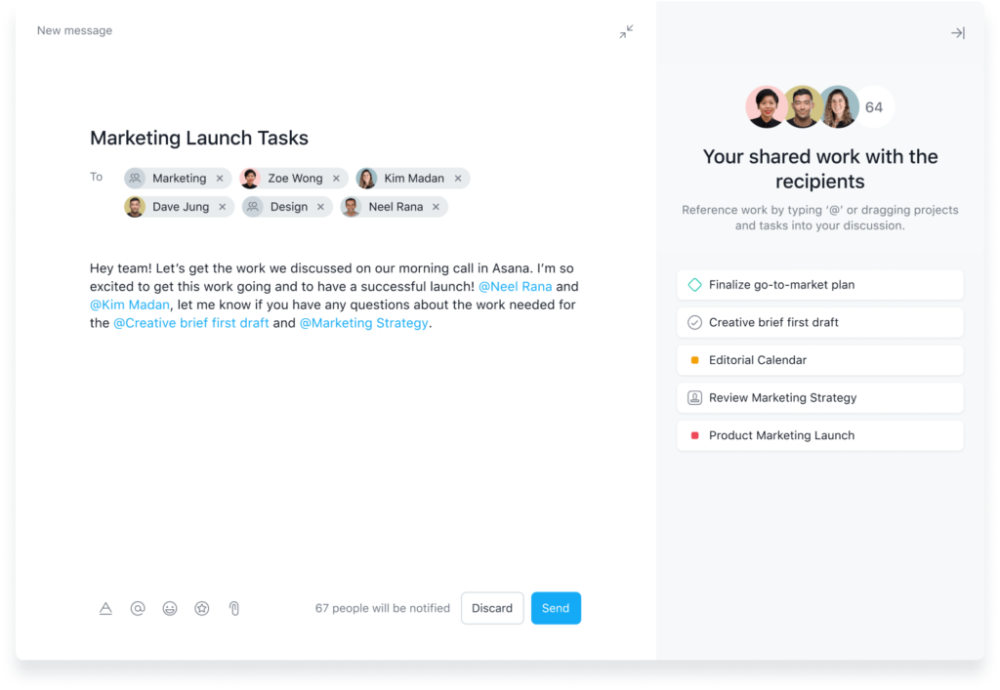 New message
Marketing Launch Tasks
To
Marketing × Zoe Wong × Kim Madan ×
Dave Jung × Design × Neel Rana ×
Hey team! Let’s get the work we discussed on our morning call in Asana. I’m so
excited to get this work going and to have a successful launch! @Neel Rana and
@Kim Madan, let me know if you have any questions about the work needed for
the @Creative brief first draft and @Marketing Strategy.
67 people will be notified
Discard
Send
64
Your shared work with the
recipients
Reference work by typing ‘@’ or dragging projects
and tasks into your discussion.
Finalize go-to-market plan
Creative brief first draft
Editorial Calendar
Review Marketing Strategy
Product Marketing Launch